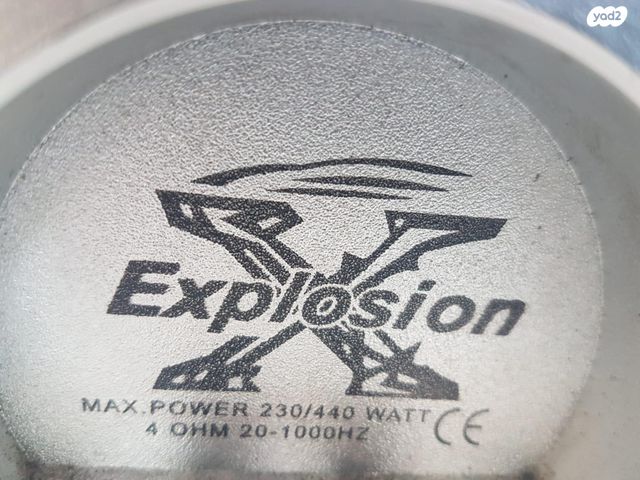 yad2
X
Explosion
MAX.POWER 230/440 WATT
4 OHM 20-1000HZ
CE